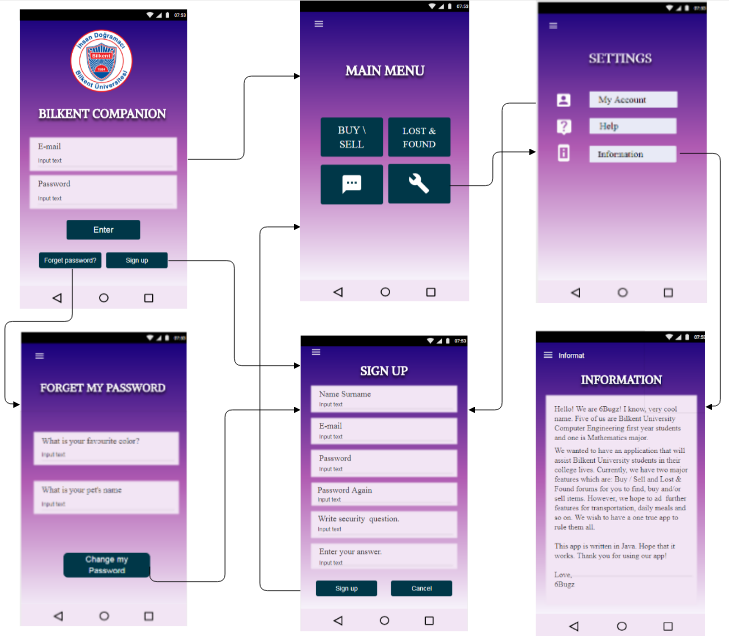 07:53
İhsan Doğramacı
Bilkent
Bilkent Üniversitesi
BILKENT COMPANION
E-mail
Input text
Password
Input text
Enter
Forget password?
Sign up
07:53
MAIN MENU
BUY \
SELL
LOST &
FOUND
SETTINGS
My Account
Help
Information
FORGET MY PASSWORD
What is your favourite color?
Input text
What is your pet's name
Input text
Change my
Password
07:53
SIGN UP
Name Surname
Input text
E-mail
Input text
Password
Input text
Password Again
Input text
Write security question.
Input text
Enter your answer.
Input text
Sign up
Cancel
07:53
Informat
INFORMATION
Hello! We are 6Bugz! I know, very cool
name. Five of us are Bilkent University
Computer Engineering first year students
and one is Mathematics major.
We wanted to have an application that will
assist Bilkent University students in their
college lives. Currently, we have two major
features which are: Buy / Sell and Lost &
Found forums for you to find, buy and/or
sell items. However, we hope to ad further
features for transportation, daily meals and
so on. We wish to have a one true app to
rule them all.
This app is written in Java. Hope that it
works. Thank you for using our app!
Love,
6Bugz